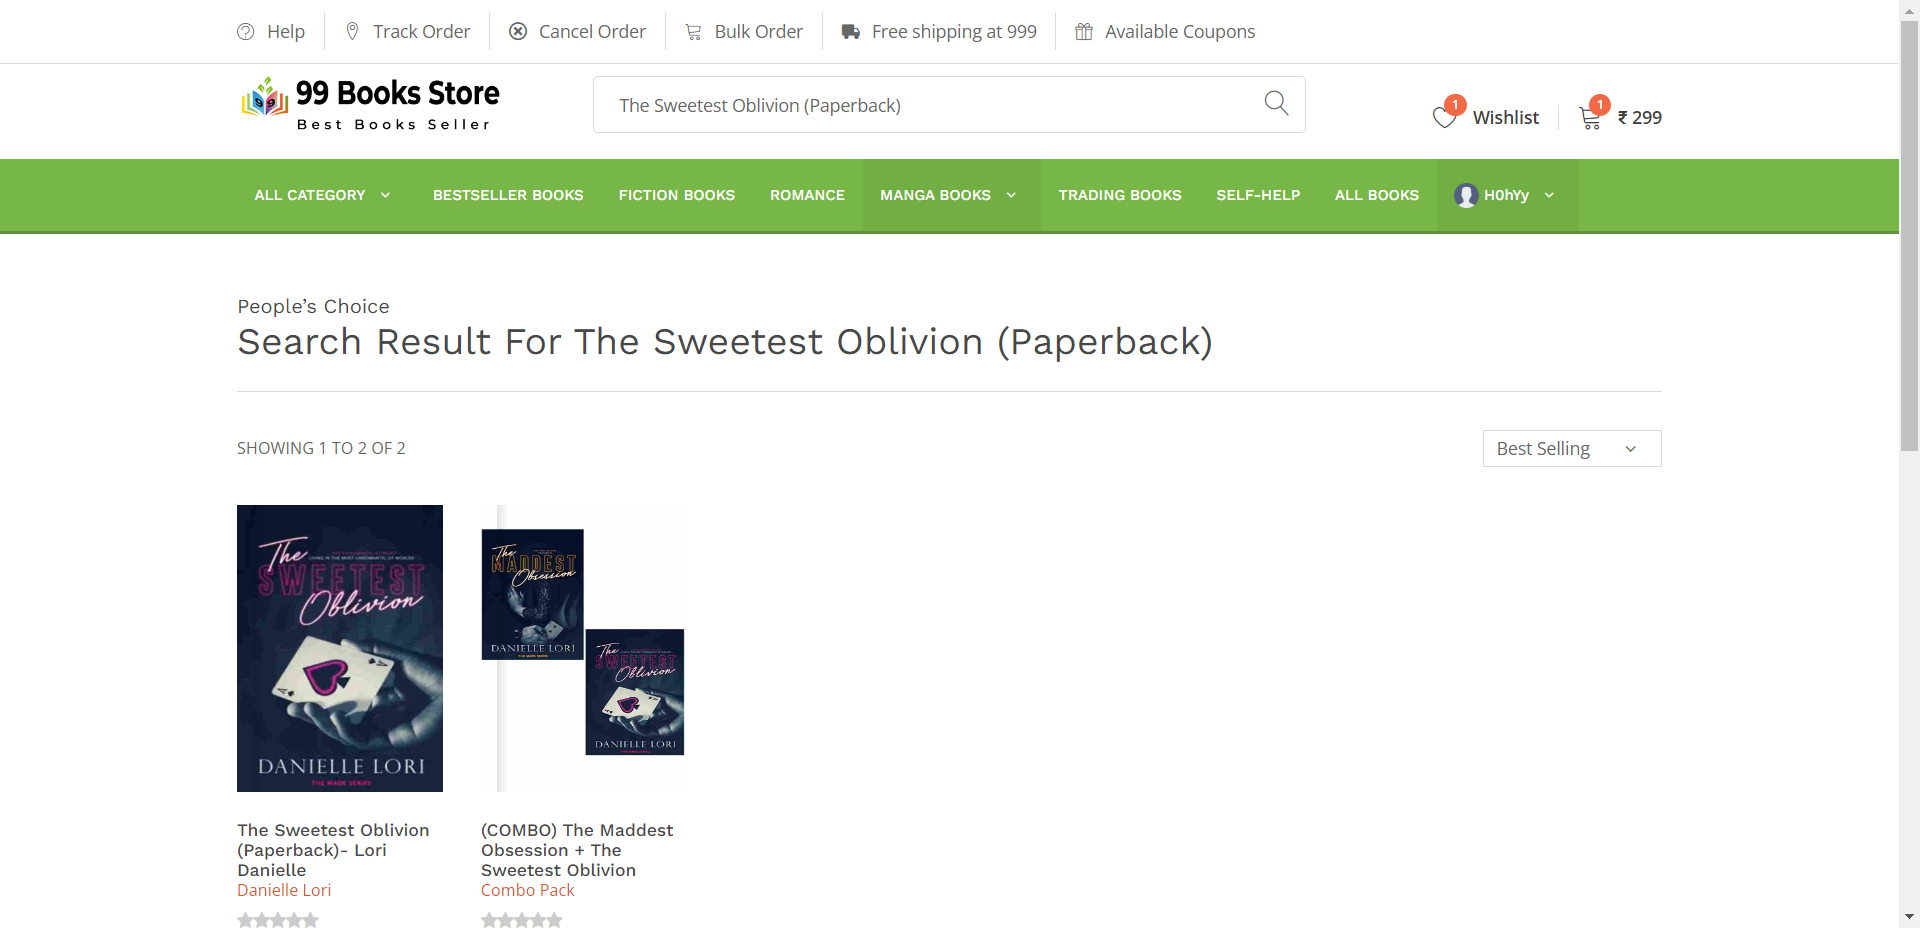 Help
Track Order
Cancel Order
Bulk Order
Free shipping at 999
Available Coupons
99 Books Store
Best Books Seller
The Sweetest Oblivion (Paperback)
1
Wishlist
1
₹ 299
ALL CATEGORY
BESTSELLER BOOKS
FICTION BOOKS
ROMANCE
MANGA BOOKS
TRADING BOOKS
SELF-HELP
ALL BOOKS
H0hYy
People’s Choice
Search Result For The Sweetest Oblivion (Paperback)
SHOWING 1 TO 2 OF 2
Best Selling
The
SWEETEST
Oblivion
DANIELLE LORI
THE MADE SERIES
The
MADDEST
Obsession
DANIELLE LORI
THE MADE SERIES
The
SWEETEST
Oblivion
DANIELLE LORI
The Sweetest Oblivion
(Paperback)- Lori
Danielle
Danielle Lori
(COMBO) The Maddest
Obsession + The
Sweetest Oblivion
Combo Pack